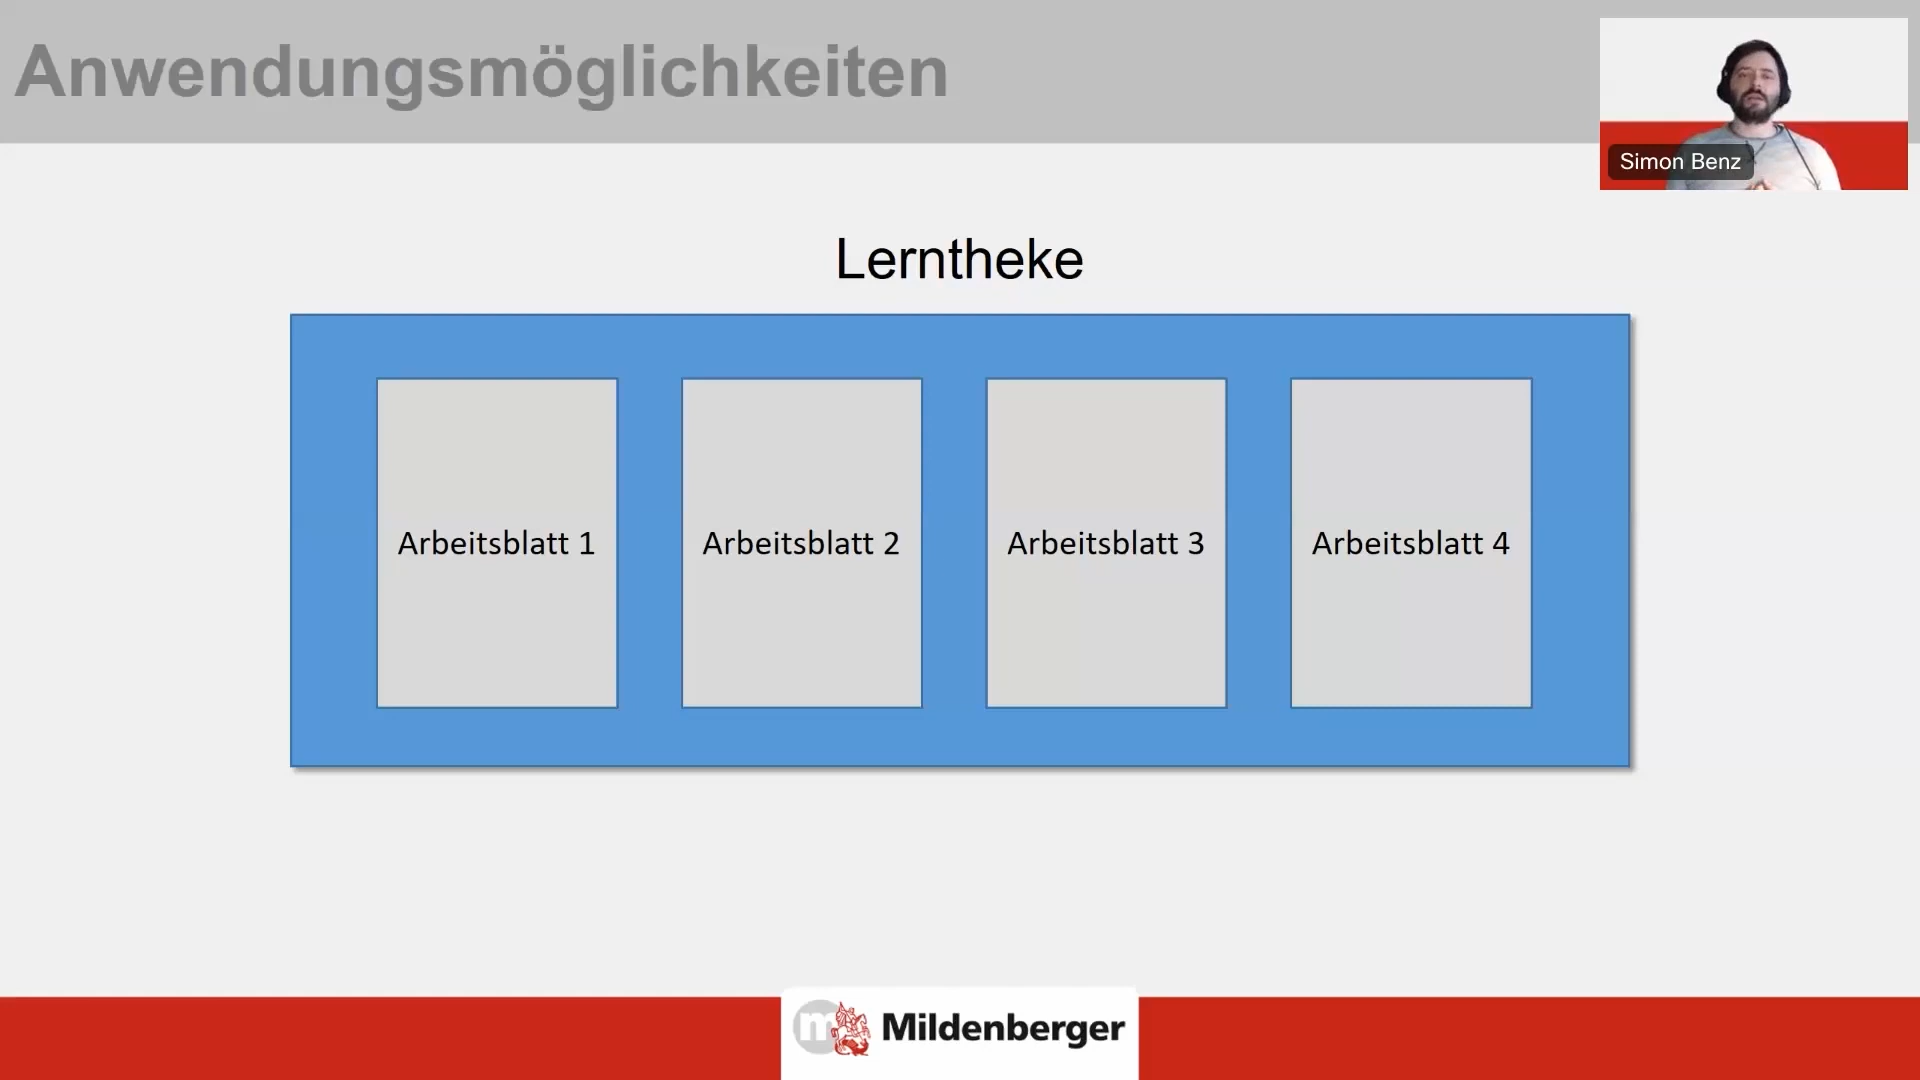 Anwendungsmöglichkeiten
Simon Benz
Lerntheke
Arbeitsblatt 1
Arbeitsblatt 2
Arbeitsblatt 3
Arbeitsblatt 4
m Mildenberger